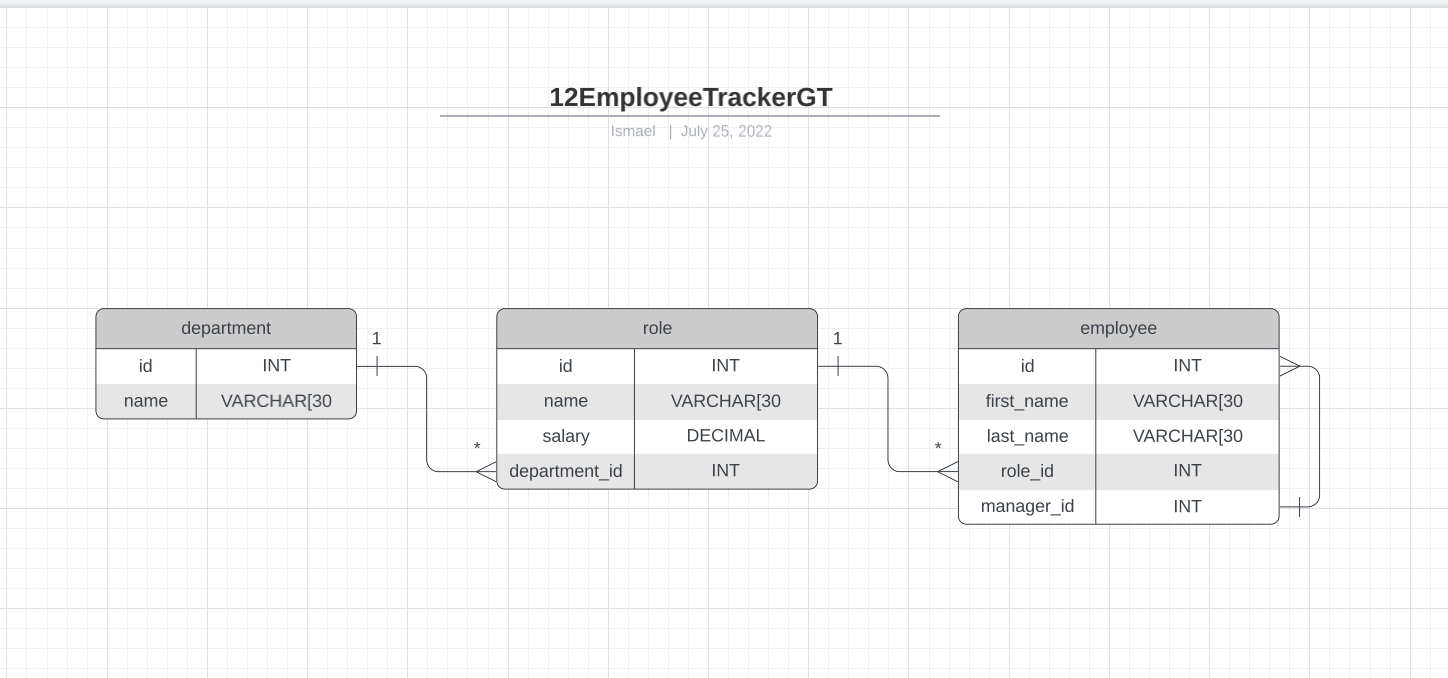 12EmployeeTrackerGT
Ismael | July 25, 2022
department
id INT
name VARCHAR[30
1
*
role
id INT
name VARCHAR[30
salary DECIMAL
department_id INT
1
*
employee
id INT
first_name VARCHAR[30
last_name VARCHAR[30
role_id INT
manager_id INT